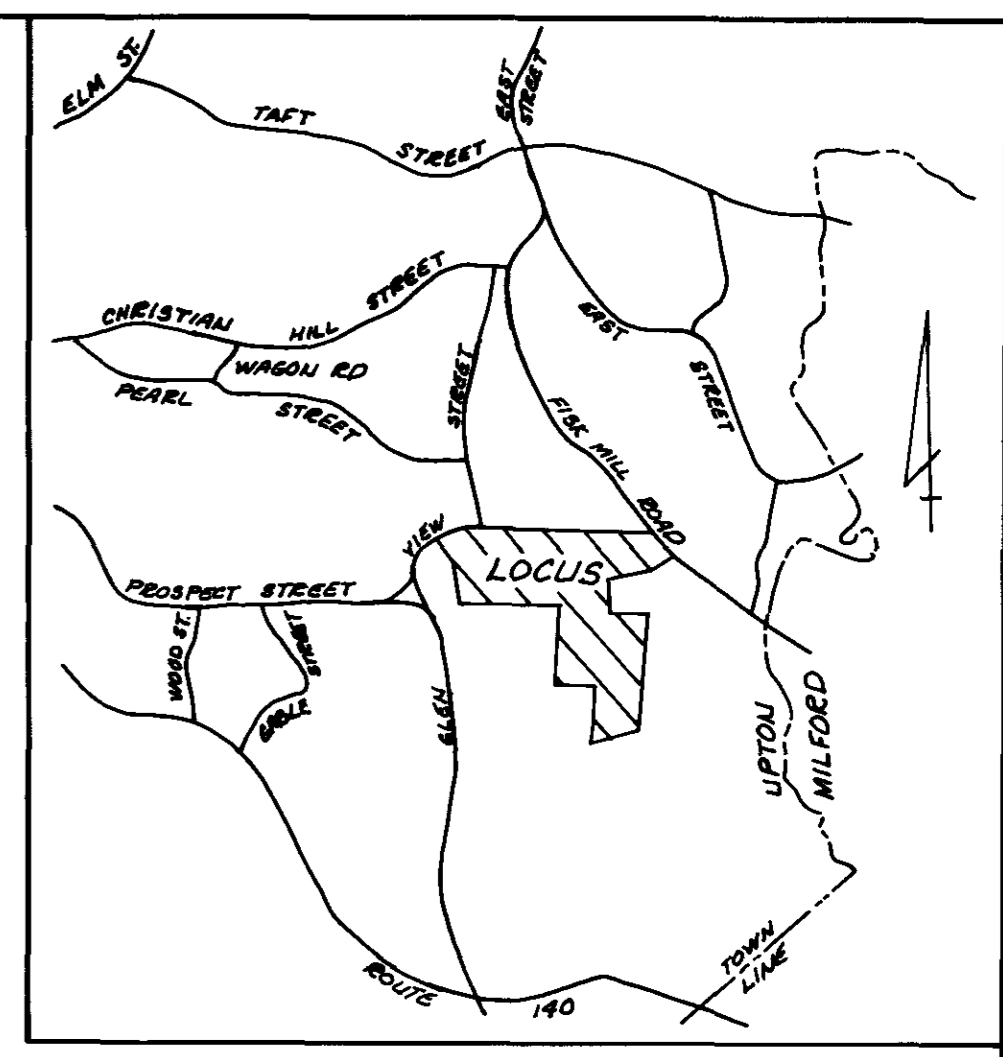 ELM ST.
EAST
STREET
TAFT
STREET
CHRISTIAN
HILL
STREET
EAST
STREET
WAGON RD
PEARL
STREET
STREET
FISK MILL
ROAD
VIEW
LOCUS
PROSPECT STREET
WOOD ST.
STREET
GLEN
UPTON
MILFORD
ROUTE
140
TOWN
LINE